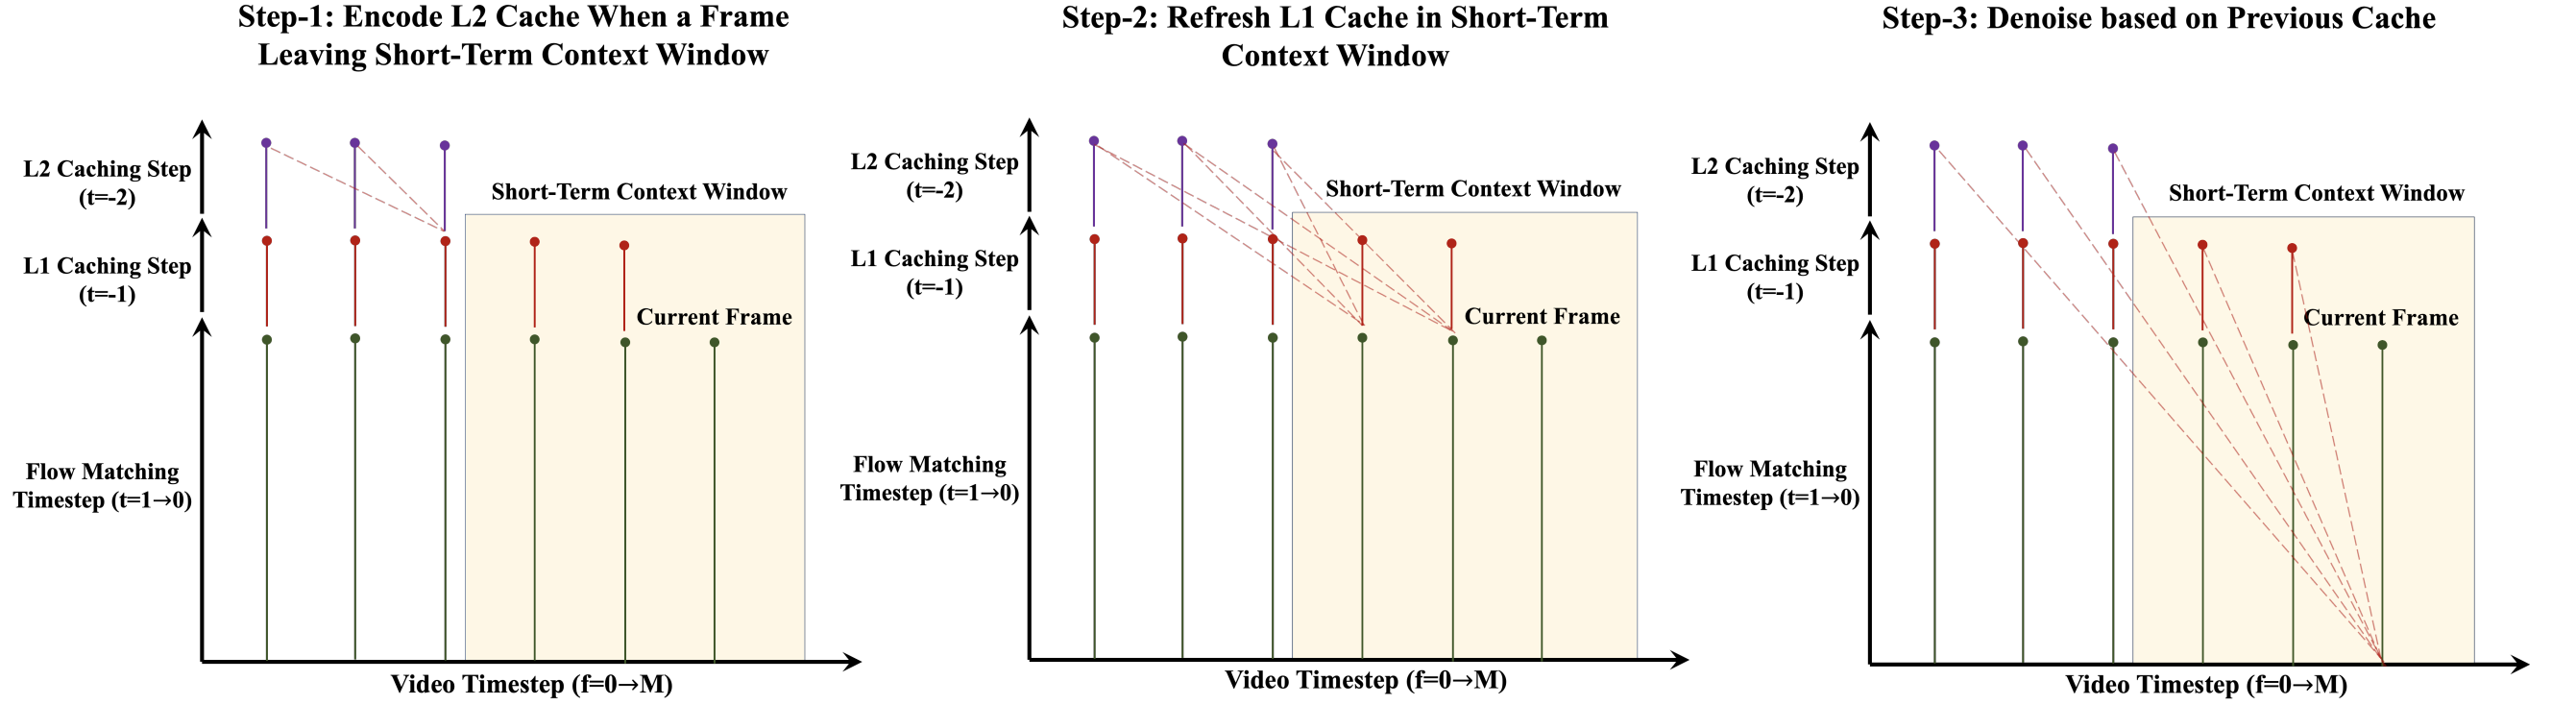 Step-1: Encode L2 Cache When a Frame
Leaving Short-Term Context Window
L2 Caching Step
(t=-2)
Short-Term Context Window
L1 Caching Step
(t=-1)
Current Frame
Flow Matching
Timestep (t=1→0)
Video Timestep (f=0→M)
Step-2: Refresh L1 Cache in Short-Term
Context Window
L2 Caching Step
(t=-2)
Short-Term Context Window
L1 Caching Step
(t=-1)
Current Frame
Flow Matching
Timestep (t=1→0)
Video Timestep (f=0→M)
Step-3: Denoise based on Previous Cache
L2 Caching Step
(t=-2)
Short-Term Context Window
L1 Caching Step
(t=-1)
Current Frame
Flow Matching
Timestep (t=1→0)
Video Timestep (f=0→M)